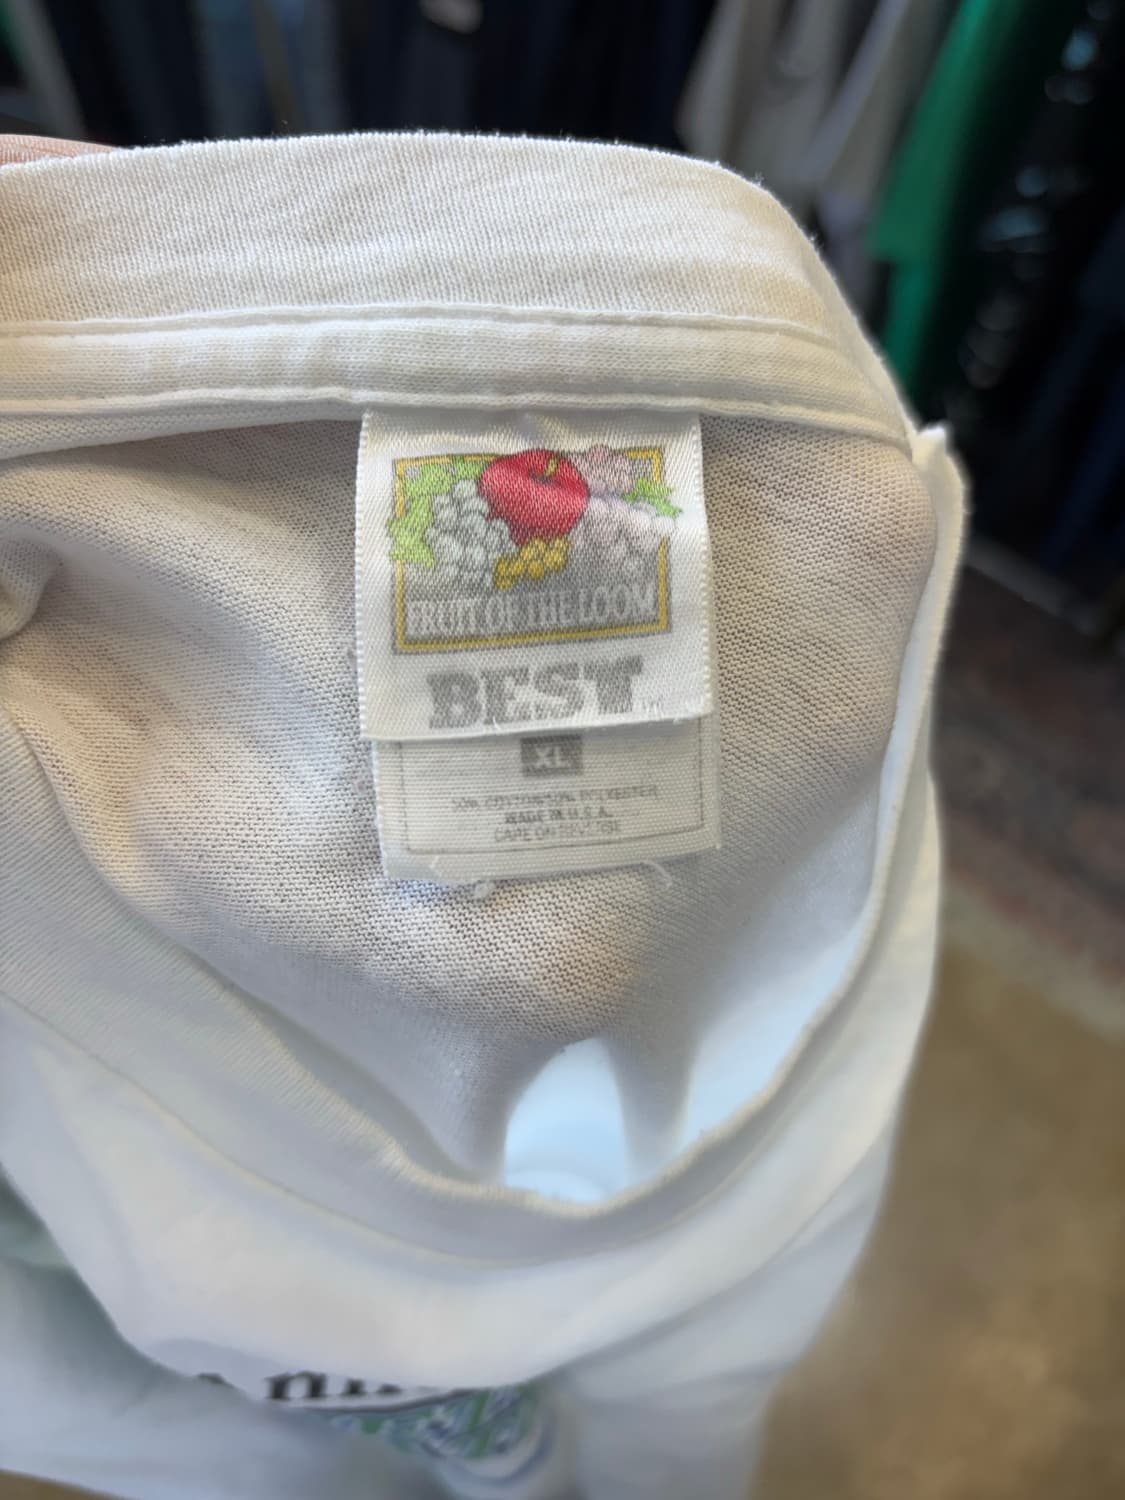 FRUIT OF THE LOOM
BEST
XL
50% COTTON 50% POLYESTER
MADE IN U.S.A.
CARE ON REVERSE